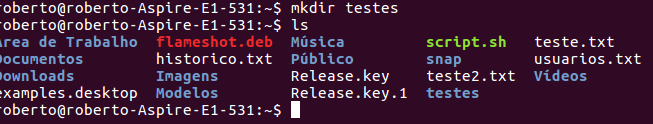 roberto@roberto-Aspire-E1-531:~$ mkdir testes
roberto@roberto-Aspire-E1-531:~$ ls
Área de Trabalho flameshot.deb Música script.sh teste.txt
Documentos historico.txt Público snap usuarios.txt
Downloads Imagens Release.key teste2.txt Vídeos
examples.desktop Modelos Release.key.1 testes
roberto@roberto-Aspire-E1-531:~$